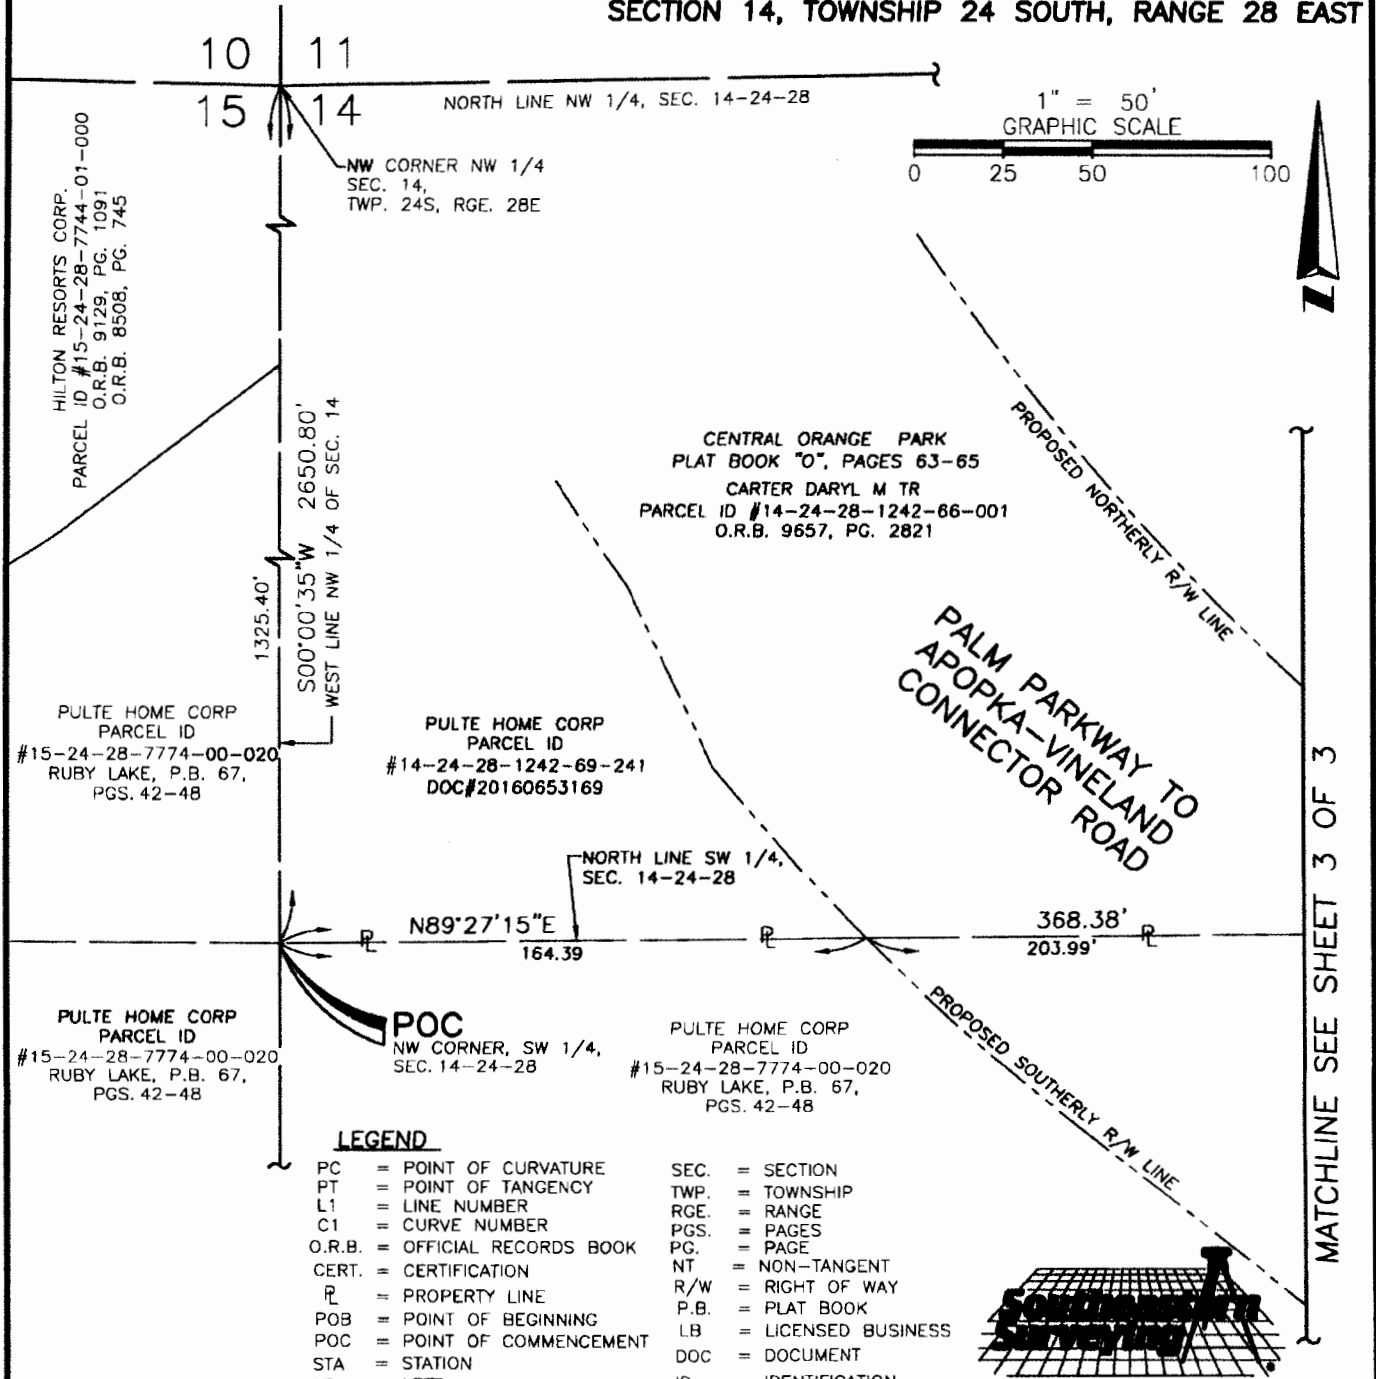 SECTION 14, TOWNSHIP 24 SOUTH, RANGE 28 EAST
10 11
15 14
NORTH LINE NW 1/4, SEC. 14-24-28
1" = 50'
GRAPHIC SCALE
0 25 50 100
NW CORNER NW 1/4
SEC. 14,
TWP. 24S, RGE. 28E
HILTON RESORTS CORP.
PARCEL ID #15-24-28-7744-01-000
O.R.B. 9129, PG. 1091
O.R.B. 8508, PG. 745
1325.40'
S00°00'35"W 2650.80'
WEST LINE NW 1/4 OF SEC. 14
CENTRAL ORANGE PARK
PLAT BOOK "O", PAGES 63-65
CARTER DARYL M TR
PARCEL ID #14-24-28-1242-66-001
O.R.B. 9657, PG. 2821
PROPOSED NORTHERLY R/W LINE
PALM PARKWAY TO
APOPKA-VINELAND
CONNECTOR ROAD
PULTE HOME CORP
PARCEL ID
#15-24-28-7774-00-020
RUBY LAKE, P.B. 67,
PGS. 42-48
PULTE HOME CORP
PARCEL ID
#14-24-28-1242-69-241
DOC#20160653169
NORTH LINE SW 1/4,
SEC. 14-24-28
N89°27'15"E
164.39
368.38'
203.99'
PL
PL
PL
POC
NW CORNER, SW 1/4,
SEC. 14-24-28
PULTE HOME CORP
PARCEL ID
#15-24-28-7774-00-020
RUBY LAKE, P.B. 67,
PGS. 42-48
PULTE HOME CORP
PARCEL ID
#15-24-28-7774-00-020
RUBY LAKE, P.B. 67,
PGS. 42-48
PROPOSED SOUTHERLY R/W LINE
MATCHLINE SEE SHEET 3 OF 3
LEGEND
PC = POINT OF CURVATURE
PT = POINT OF TANGENCY
L1 = LINE NUMBER
C1 = CURVE NUMBER
O.R.B. = OFFICIAL RECORDS BOOK
CERT. = CERTIFICATION
PL = PROPERTY LINE
POB = POINT OF BEGINNING
POC = POINT OF COMMENCEMENT
STA = STATION
SEC. = SECTION
TWP. = TOWNSHIP
RGE. = RANGE
PGS. = PAGES
PG. = PAGE
NT = NON-TANGENT
R/W = RIGHT OF WAY
P.B. = PLAT BOOK
LB = LICENSED BUSINESS
DOC = DOCUMENT
ID = IDENTIFICATION
Southeastern
Surveying
N